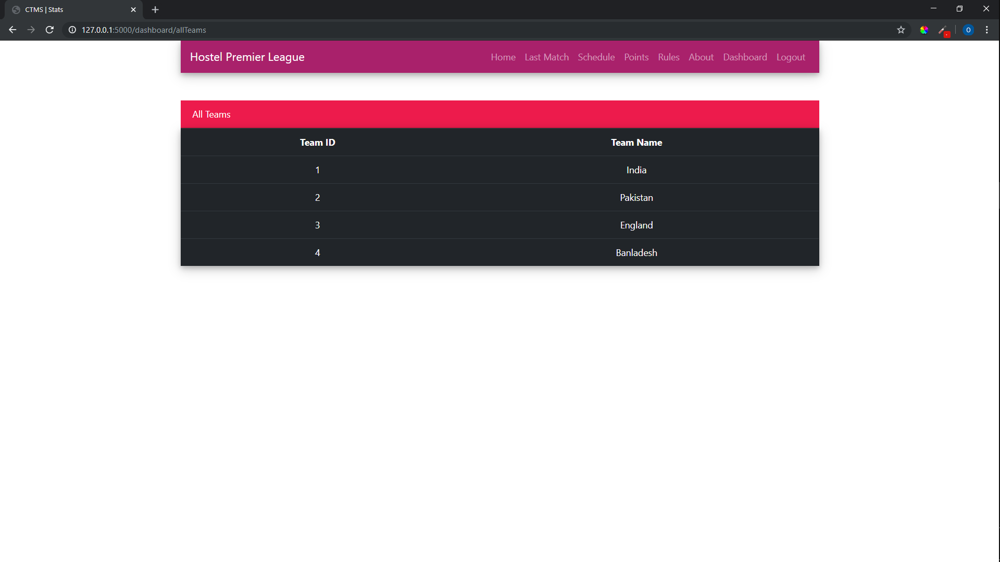 CTMS | Stats
127.0.0.1:5000/dashboard/allTeams
O
Hostel Premier League Home Last Match Schedule Points Rules About Dashboard Logout
All Teams
Team ID Team Name
1 India
2 Pakistan
3 England
4 Banladesh